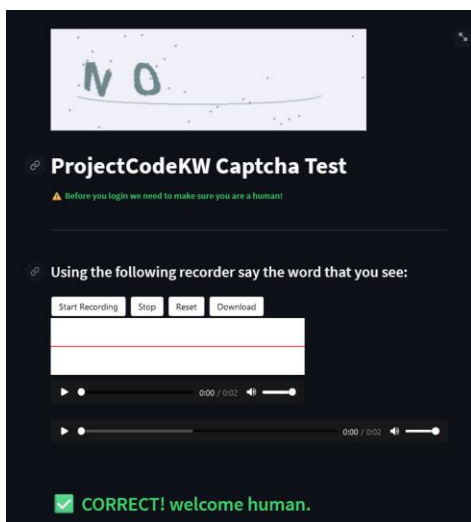 NO
ProjectCodeKW Captcha Test
⚠ Before you login we need to make sure you are a human!
Using the following recorder say the word that you see:
Start Recording Stop Reset Download
0:00 / 0:02
0:00 / 0:02
✅ CORRECT! welcome human.